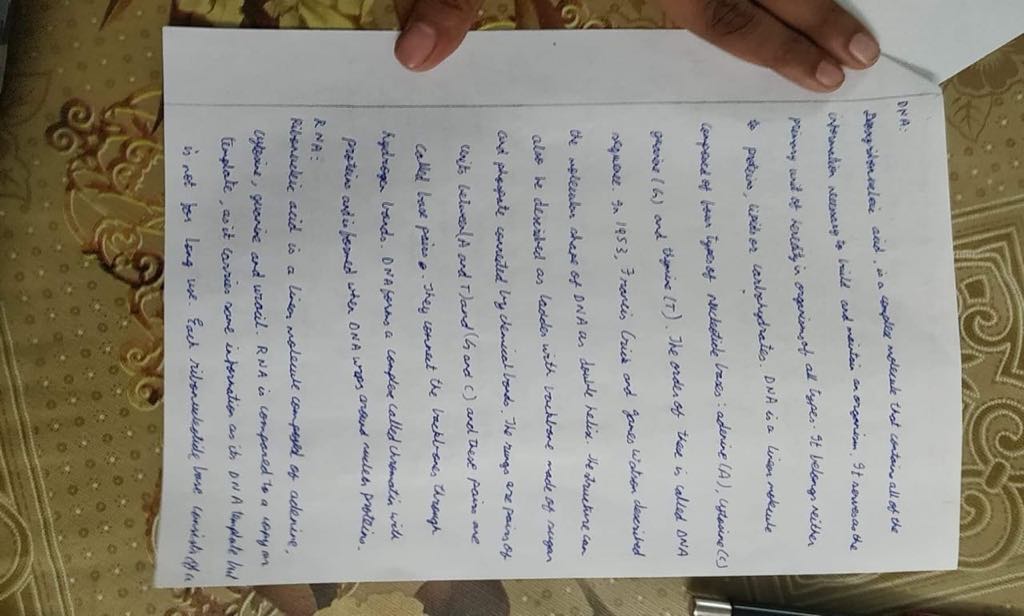 DNA:
Deoxyribonucleic acid, is a complex molecule that contains all of the
information necessary to build and maintain an organism. It serves as the
primary unit of heredity in organisms of all types. It belongs neither
to proteins, lipids or carbohydrates. DNA is a linear molecule
composed of four types of nucleotide bases: adenine (A), cytosine (C)
guanine (G) and thymine (T). The order of these is called DNA
sequence. In 1953, Francis Crick and James Watson described
the molecular shape of DNA as double helix. The structure can
also be described as ladder with backbone made of sugar
and phosphate connected by chemical bonds. The rungs are pairs of
units between (A and T) and (G and C) and these pairs are
called base pairs. They connect the backbones through
hydrogen bonds. DNA forms a complex called chromatin with
proteins and is formed when DNA wraps around nuclear proteins.
RNA:
Ribonucleic acid is a linear molecule composed of adenine,
cytosine, guanine and uracil. RNA is compared to a copy or
template, as it carries same information as its DNA template but
is not for long use. Each ribonucleotide base consists of a